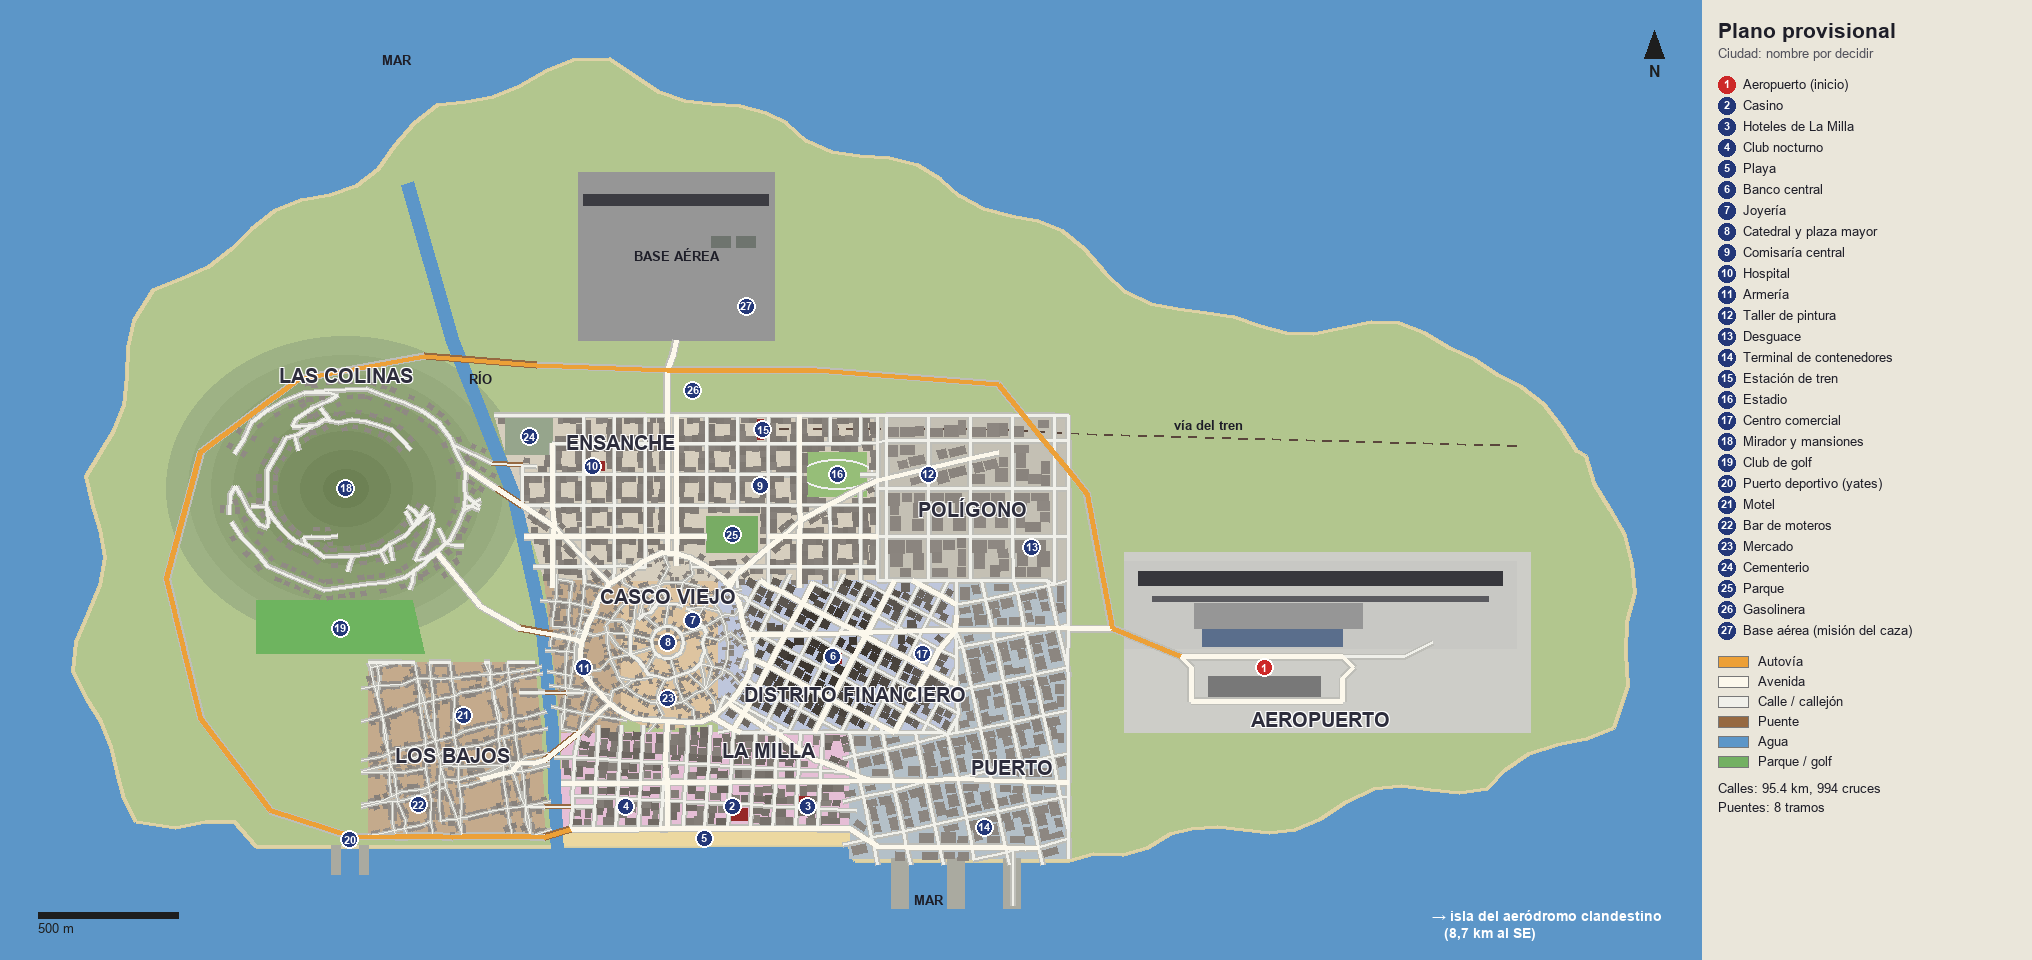 MAR
BASE AÉREA
27
LAS COLINAS
RÍO
26
vía del tren
24
ENSANCHE
15
10
16
12
18
9
POLÍGONO
25
13
CASCO VIEJO
7
19
8
6
17
11
1
DISTRITO FINANCIERO
23
21
AEROPUERTO
LOS BAJOS
LA MILLA
PUERTO
22
4
2
3
14
20
5
MAR
500 m
→ isla del aeródromo clandestino
(8,7 km al SE)
N
Plano provisional
Ciudad: nombre por decidir
1 Aeropuerto (inicio)
2 Casino
3 Hoteles de La Milla
4 Club nocturno
5 Playa
6 Banco central
7 Joyería
8 Catedral y plaza mayor
9 Comisaría central
10 Hospital
11 Armería
12 Taller de pintura
13 Desguace
14 Terminal de contenedores
15 Estación de tren
16 Estadio
17 Centro comercial
18 Mirador y mansiones
19 Club de golf
20 Puerto deportivo (yates)
21 Motel
22 Bar de moteros
23 Mercado
24 Cementerio
25 Parque
26 Gasolinera
27 Base aérea (misión del caza)
Autovía
Avenida
Calle / callejón
Puente
Agua
Parque / golf
Calles: 95.4 km, 994 cruces
Puentes: 8 tramos